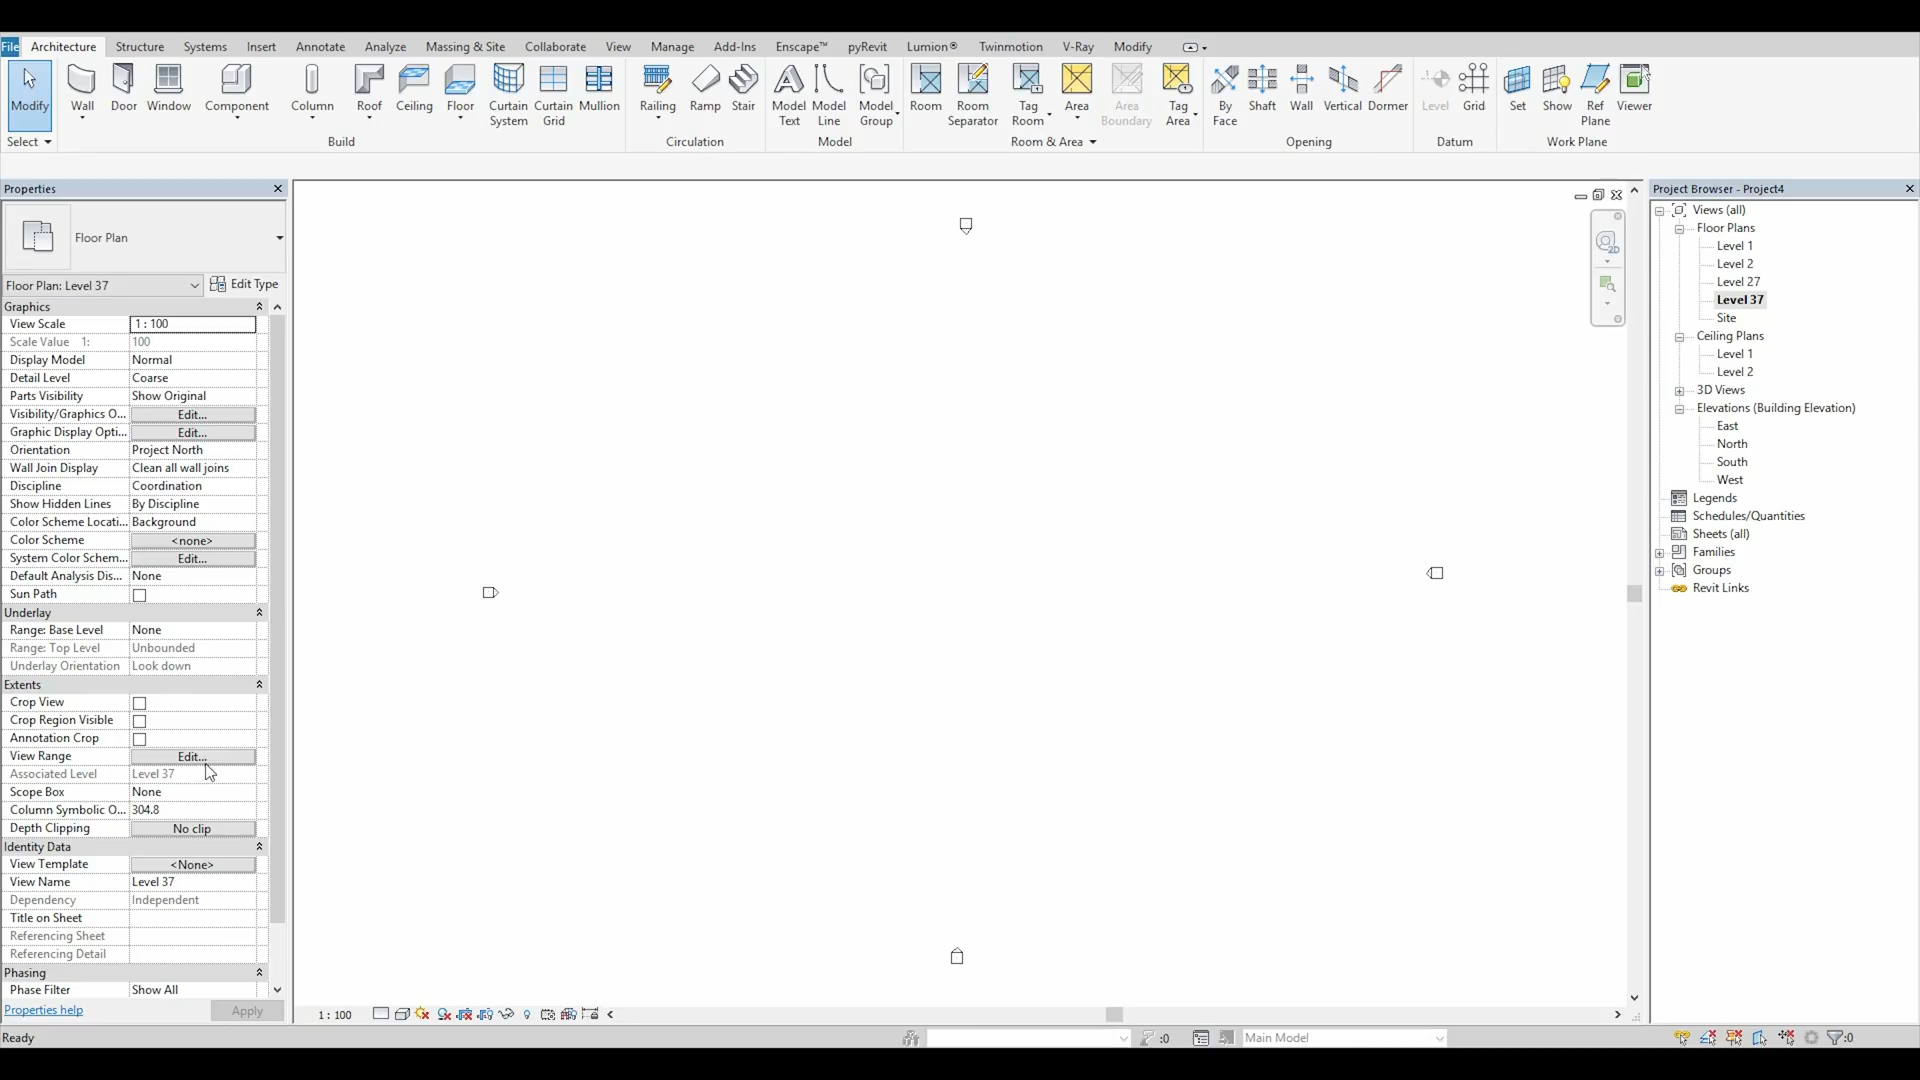 File Architecture Structure Systems Insert Annotate Analyze Massing & Site Collaborate View Manage Add-Ins Enscape™ pyRevit Lumion® Twinmotion V-Ray Modify
Modify Wall Door Window Component Column Roof Ceiling Floor Curtain System Curtain Grid Mullion Railing Ramp Stair Model Text Model Line Model Group Room Room Separator Tag Room Area Area Boundary Tag Area By Face Shaft Wall Vertical Dormer Level Grid Set Show Ref Plane Viewer
Select Build Circulation Model Room & Area Opening Datum Work Plane
Properties
Floor Plan
Floor Plan: Level 37 Edit Type
Graphics
View Scale 1 : 100
Scale Value 1: 100
Display Model Normal
Detail Level Coarse
Parts Visibility Show Original
Visibility/Graphics O... Edit...
Graphic Display Opti... Edit...
Orientation Project North
Wall Join Display Clean all wall joins
Discipline Coordination
Show Hidden Lines By Discipline
Color Scheme Locati... Background
Color Scheme <none>
System Color Schem... Edit...
Default Analysis Dis... None
Sun Path
Underlay
Range: Base Level None
Range: Top Level Unbounded
Underlay Orientation Look down
Extents
Crop View
Crop Region Visible
Annotation Crop
View Range Edit...
Associated Level Level 37
Scope Box None
Column Symbolic O... 304.8
Depth Clipping No clip
Identity Data
View Template <None>
View Name Level 37
Dependency Independent
Title on Sheet
Referencing Sheet
Referencing Detail
Phasing
Phase Filter Show All
Properties help Apply
2D
Project Browser - Project4
Views (all)
Floor Plans
Level 1
Level 2
Level 27
Level 37
Site
Ceiling Plans
Level 1
Level 2
3D Views
Elevations (Building Elevation)
East
North
South
West
Legends
Schedules/Quantities
Sheets (all)
Families
Groups
Revit Links
1 : 100
Ready :0 Main Model :0